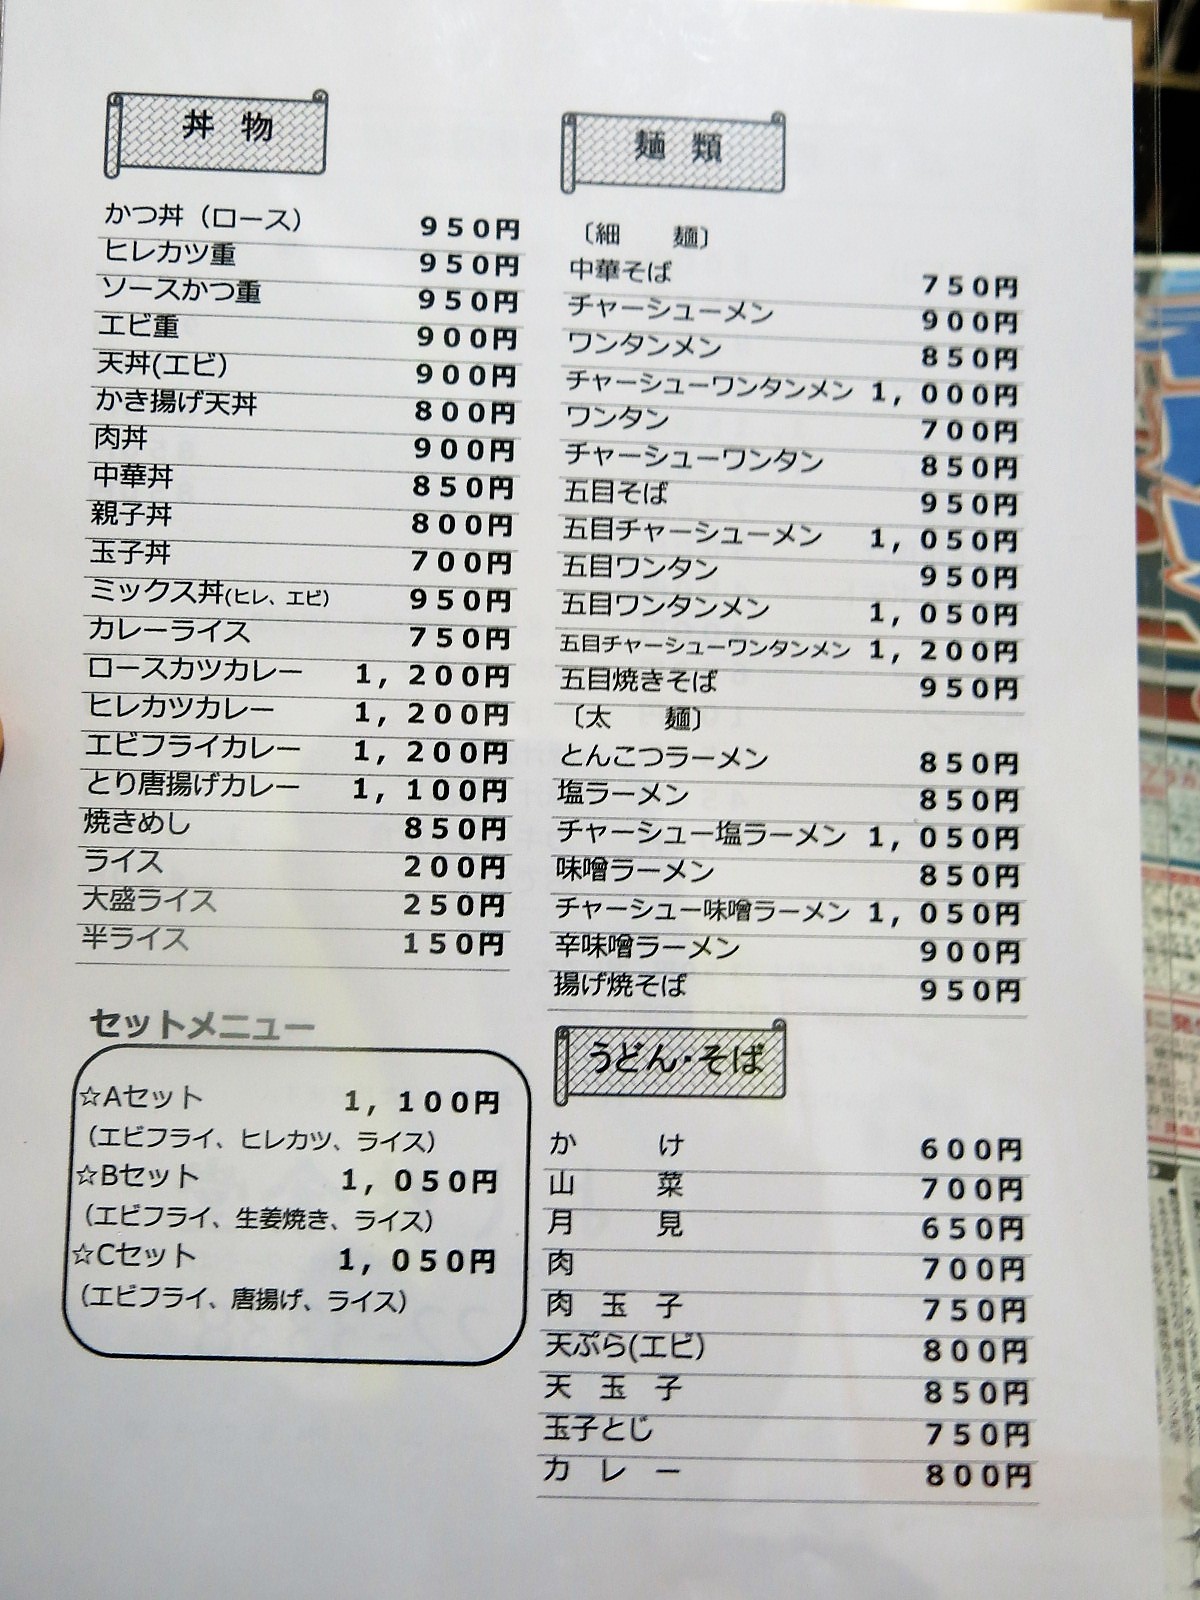 丼物
かつ丼（ロース） 950円
ヒレカツ重 950円
ソースかつ重 950円
エビ重 900円
天丼(エビ） 900円
かき揚げ天丼 800円
肉丼 900円
中華丼 850円
親子丼 800円
玉子丼 700円
ミックス丼(ヒレ、エビ） 950円
カレーライス 750円
ロースカツカレー 1，200円
ヒレカツカレー 1，200円
エビフライカレー 1，200円
とり唐揚げカレー 1，100円
焼きめし 850円
ライス 200円
大盛ライス 250円
半ライス 150円
セットメニュー
☆Aセット 1，100円
（エビフライ、ヒレカツ、ライス）
☆Bセット 1，050円
（エビフライ、生姜焼き、ライス）
☆Cセット 1，050円
（エビフライ、唐揚げ、ライス）
麺類
〔細 麺〕
中華そば 750円
チャーシューメン 900円
ワンタンメン 850円
チャーシューワンタンメン 1，000円
ワンタン 700円
チャーシューワンタン 850円
五目そば 950円
五目チャーシューメン 1，050円
五目ワンタン 950円
五目ワンタンメン 1，050円
五目チャーシューワンタンメン 1，200円
五目焼きそば 950円
〔太 麺〕
とんこつラーメン 850円
塩ラーメン 850円
チャーシュー塩ラーメン 1，050円
味噌ラーメン 850円
チャーシュー味噌ラーメン 1，050円
辛味噌ラーメン 900円
揚げ焼そば 950円
うどん・そば
か け 600円
山 菜 700円
月 見 650円
肉 700円
肉 玉 子 750円
天ぷら(エビ） 800円
天 玉 子 850円
玉子とじ 750円
カ レ ー 800円